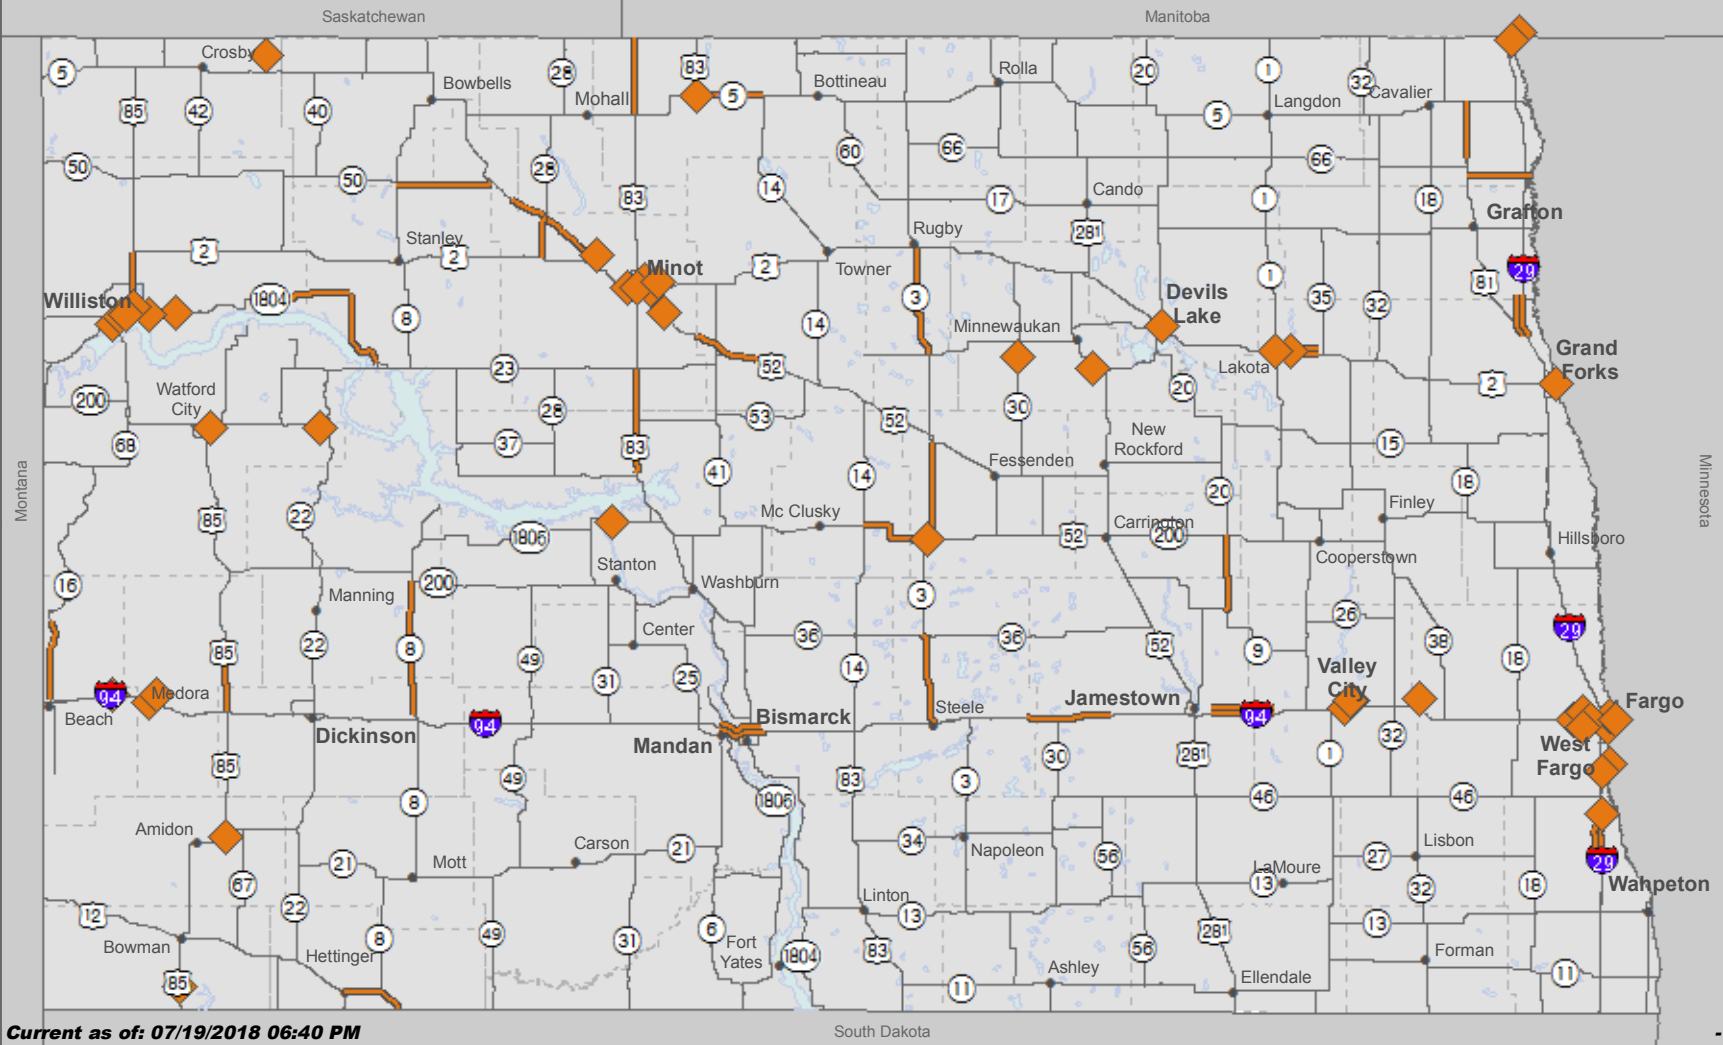 Saskatchewan
Manitoba
Crosby
83
Rolla
20
1
32
5
28
Bowbells
Bottineau
Cavalier
85
42
40
Mohall
5
Langdon
5
60
66
66
50
50
28
14
Cando
83
17
1
18
Grafton
Rugby
281
Stanley
2
2
Minot
2
Towner
1
29
81
Williston
1804
3
Devils
Lake
35
32
8
14
Minnewaukan
Grand
Forks
23
52
Lakota
200
Watford
City
20
2
28
30
53
52
New
Rockford
68
37
83
15
41
14
Fessenden
18
Montana
Minnesota
85
22
20
Mc Clusky
Finley
1806
52
Carrington
200
Hillsboro
Stanton
Cooperstown
16
200
Washburn
Manning
3
26
Center
29
85
22
8
49
36
36
52
9
38
18
31
25
14
Valley
City
94
Medora
Jamestown
Fargo
Beach
Steele
94
Bismarck
94
Dickinson
Mandan
32
West
Fargo
85
49
83
3
30
281
1
8
1806
46
46
Amidon
Carson
34
Napoleon
Lisbon
21
Mott
21
56
27
29
LaMoure
67
13
32
18
Wahpeton
22
Linton
12
13
13
8
49
31
6
281
Bowman
Hettinger
Fort
Yates
1804
83
56
Forman
85
Ashley
11
11
Ellendale
Current as of: 07/19/2018 06:40 PM
South Dakota
-